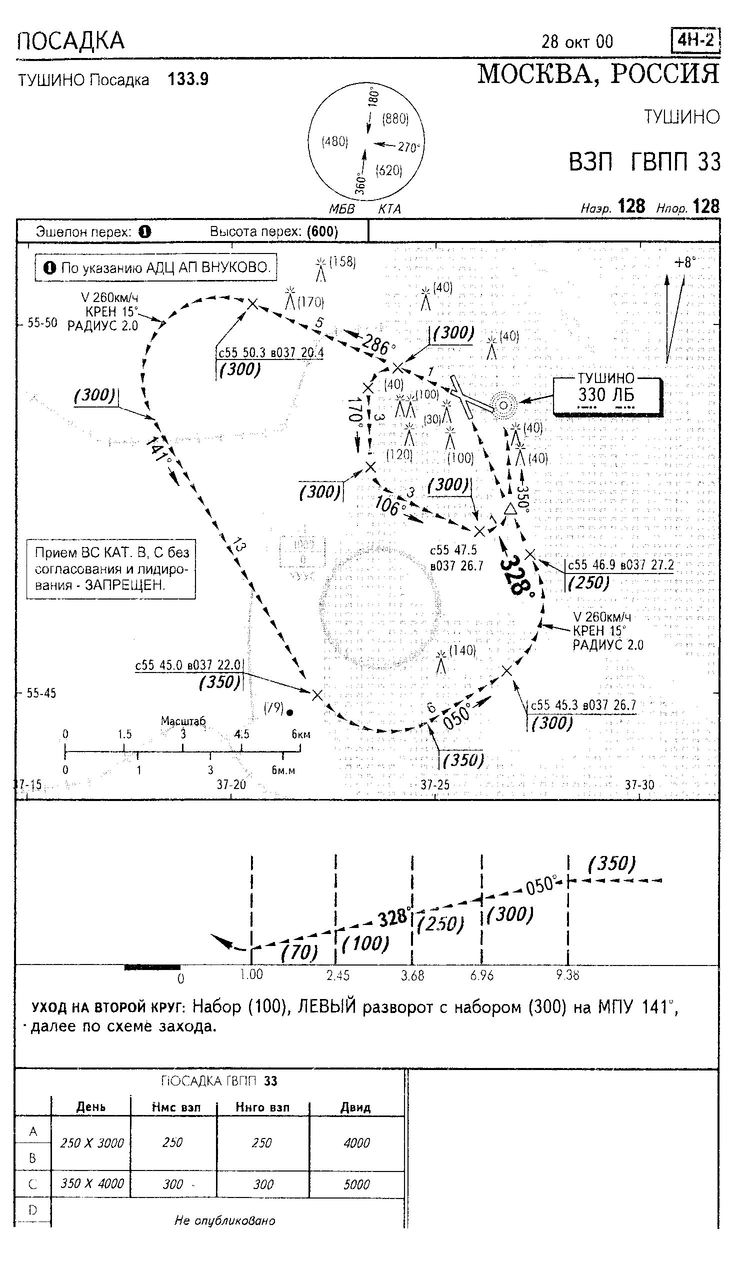 ПОСАДКА
28 окт 00
4Н-2
ТУШИНО Посадка 133.9
МОСКВА, РОССИЯ
ТУШИНО
ВЗП ГВПП 33
180°
(880)
(480)
270°
(620)
360°
МБВ КТА
Наэр. 128 Нпор. 128
Эшелон перех: ❶ Высота перех: (600)
❶ По указанию АДЦ АП ВНУКОВО.
(158)
+8°
V 260км/ч
КРЕН 15°
РАДИУС 2.0
(170)
(40)
55-50
5
286°
(300)
(40)
с55 50.3 в037 20.4
(300)
1
ТУШИНО
330 ЛБ
(300)
(40)
(100)
170°
3
(30)
(40)
(120)
(100)
(40)
141°
(300)
3
(300)
350°
106°
с55 47.5
в037 26.7
Прием ВС КАТ. В, С без
согласования и лидиро-
вания - ЗАПРЕЩЕН.
13
328°
с55 46.9 в037 27.2
(250)
V 260км/ч
КРЕН 15°
РАДИУС 2.0
(140)
с55 45.0 в037 22.0
(350)
55-45
с55 45.3 в037 26.7
(300)
6
050°
(79)
(350)
Масштаб
0 1.5 3 4.5 6км
0 1 3 6м.м
37-15 37-20 37-25 37-30
(350)
050°
328° (250) (300)
(70) (100)
0 1.00 2.45 3.68 6.96 9.38
УХОД НА ВТОРОЙ КРУГ: Набор (100), ЛЕВЫЙ разворот с набором (300) на МПУ 141°,
далее по схеме захода.
ПОСАДКА ГВПП 33
День Нмс взп Ннго взп Двид
A
250 X 3000 250 250 4000
B
C 350 X 4000 300 300 5000
D
Не опубликовано